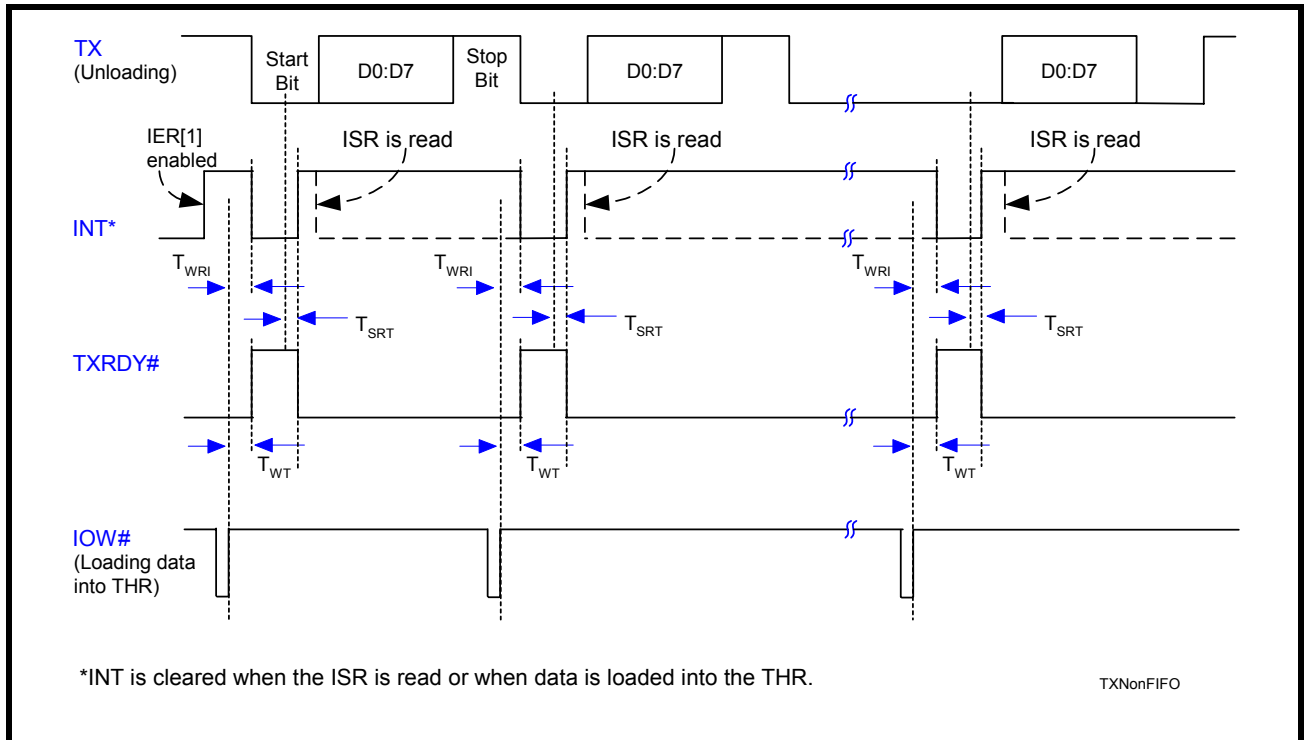 TX
(Unloading)
Start
Bit
D0:D7
Stop
Bit
D0:D7
D0:D7
IER[1]
enabled
ISR is read
ISR is read
ISR is read
INT*
TWRI
TWRI
TWRI
TSRT
TSRT
TSRT
TXRDY#
TWT
TWT
TWT
IOW#
(Loading data
into THR)
*INT is cleared when the ISR is read or when data is loaded into the THR.
TXNonFIFO